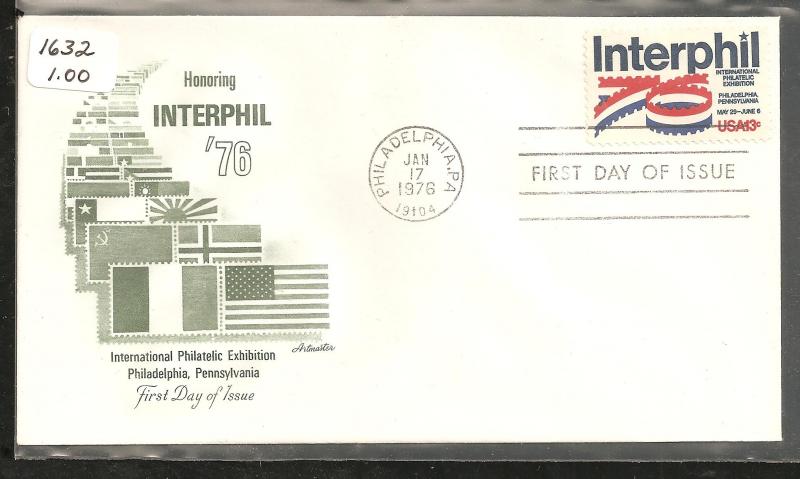 1632
1.00
Honoring
INTERPHIL
'76
International Philatelic Exhibition
Philadelphia, Pennsylvania
First Day of Issue
Artmaster
PHILADELPHIA, PA
JAN
17
1976
19104
Interphil
76
INTERNATIONAL
PHILATELIC
EXHIBITION
PHILADELPHIA,
PENNSYLVANIA
MAY 29–JUNE 6
USA13c
FIRST DAY OF ISSUE